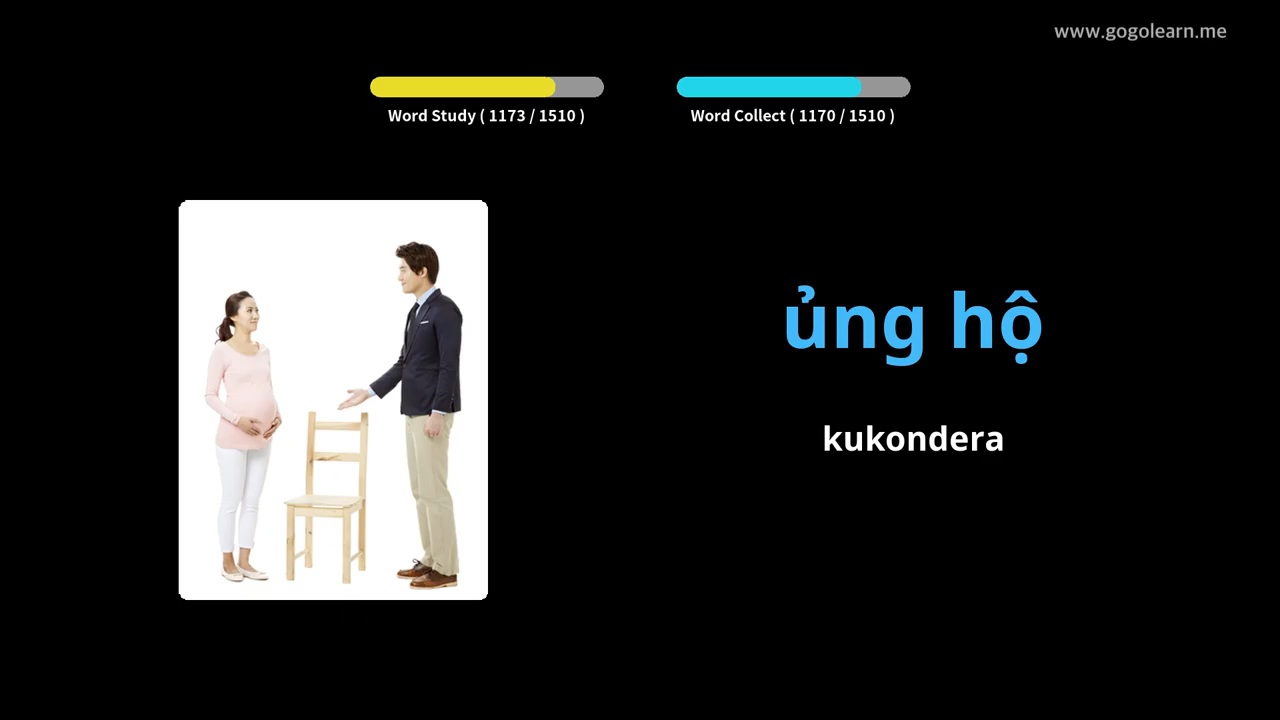 www.gogolearn.me
Word Study ( 1173 / 1510 )
Word Collect ( 1170 / 1510 )
ủng hộ
kukondera